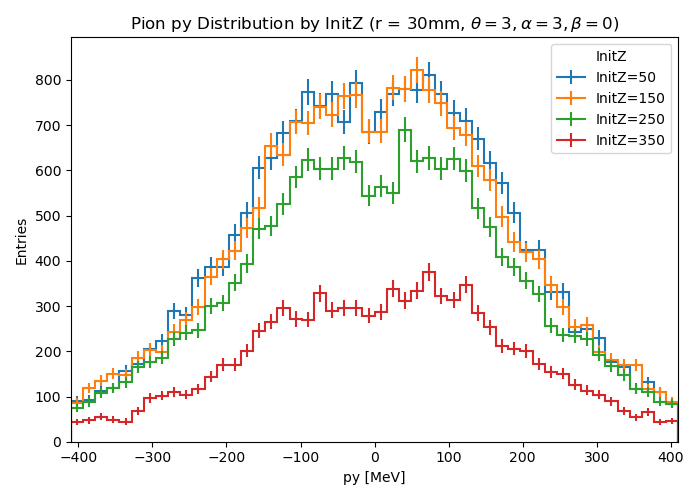 Pion py Distribution by InitZ (r = 30mm, θ = 3, α = 3, β = 0)
InitZ
InitZ=50
InitZ=150
InitZ=250
InitZ=350
Entries
800
700
600
500
400
300
200
100
0
−400 −300 −200 −100 0 100 200 300 400
py [MeV]